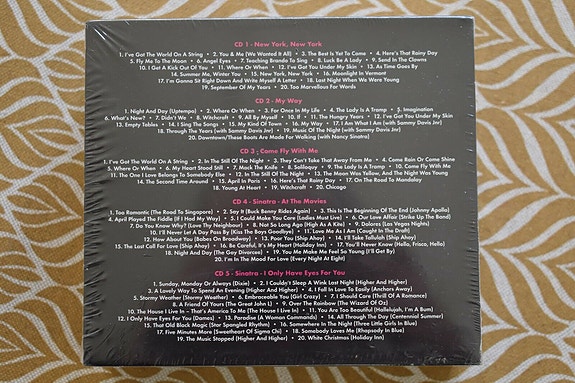 CD 1 - New York, New York
1. I've Got The World On A String • 2. You & Me (We Wanted It All) • 3. The Best Is Yet To Come • 4. Here's That Rainy Day
5. Fly Me To The Moon • 6. Angel Eyes • 7. Teaching Brando To Sing • 8. Luck Be A Lady • 9. Send In The Clowns
10. I Get A Kick Out Of You • 11. Where Or When • 12. I've Got You Under My Skin • 13. As Time Goes By
14. Summer Me, Winter You • 15. New York, New York • 16. Moonlight In Vermont
17. I'm Gonna Sit Right Down And Write Myself A Letter • 18. Last Night When We Were Young
19. September Of My Years • 20. Too Marvellous For Words
CD 2 - My Way
1. Night And Day (Uptempo) • 2. Where Or When • 3. For Once In My Life • 4. The Lady Is A Tramp • 5. Imagination
6. What's New? • 7. Didn't We • 8. Witchcraft • 9. All By Myself • 10. If • 11. The Hungry Years • 12. I've Got You Under My Skin
13. Empty Tables • 14. I Sing The Songs • 15. My Kind Of Town • 16. My Way • 17. I Am What I Am (with Sammy Davis Jnr)
18. Through The Years (with Sammy Davis Jnr) • 19. Music Of The Night (with Sammy Davis Jnr)
20. Downtown/These Boots Are Made For Walking (with Nancy Sinatra)
CD 3 - Come Fly With Me
1. I've Got The World On A String • 2. In The Still Of The Night • 3. They Can't Take That Away From Me • 4. Come Rain Or Come Shine
5. Where Or When • 6. My Heart Stood Still • 7. Mack The Knife • 8. Soliloquy • 9. The Lady Is A Tramp • 10. Come Fly With Me
11. The One I Love Belongs To Somebody Else • 12. In The Still Of The Night • 13. The Moon Was Yellow, And The Night Was Young
14. The Second Time Around • 15. April In Paris • 16. Here's That Rainy Day • 17. On The Road To Mandalay
18. Young At Heart • 19. Witchcraft • 20. Chicago
CD 4 - Sinatra - At The Movies
1. Too Romantic (The Road To Singapore) • 2. Say It (Buck Benny Rides Again) • 3. This Is The Beginning Of The End (Johnny Apollo)
4. April Played The Fiddle (If I Had My Way) • 5. I Could Make You Care (Ladies Must Live) • 6. Our Love Affair (Strike Up The Band)
7. Do You Know Why? (Love Thy Neighbor) • 8. Not So Long Ago (High As A Kite) • 9. Dolores (Las Vegas Nights)
10. I'll Never Let A Day Pass By (Kiss The Boys Goodbye) • 11. Love Me As I Am (Caught In The Draft)
12. How About You (Babes On Broadway) • 13. Poor You (Ship Ahoy) • 14. I'll Take Tallulah (Ship Ahoy)
15. The Last Call For Love (Ship Ahoy) • 16. Be Careful, It's My Heart (Holiday Inn) • 17. You'll Never Know (Hello, Frisco, Hello)
18. Night And Day (The Gay Divorcee) • 19. You Make Me Feel So Young (I'll Get By)
20. I'm In The Mood For Love (Every Night At Eight)
CD 5 - Sinatra - I Only Have Eyes For You
1. Sunday, Monday Or Always (Dixie) • 2. I Couldn't Sleep A Wink Last Night (Higher And Higher)
3. A Lovely Way To Spend An Evening (Higher And Higher) • 4. I Fall In Love To Easily (Anchors Away)
5. Stormy Weather (Stormy Weather) • 6. Embraceable You (Girl Crazy) • 7. I Should Care (Thrill Of A Romance)
8. A Friend Of Yours (The Great John L) • 9. Over The Rainbow (The Wizard Of Oz)
10. The House I Live In – That's America To Me (The House I Live In) • 11. You Are Too Beautiful (Hallelujah, I'm A Bum)
12. I Only Have Eyes For You (Dames) • 13. Paradise (A Woman Commands) • 14. All Through The Day (Centennial Summer)
15. That Old Black Magic (Star Spangled Rhythm) • 16. Somewhere In The Night (Three Little Girls In Blue)
17. Five Minutes More (Sweetheart Of Sigma Chi) • 18. Somebody Loves Me (Rhapsody In Blue)
19. The Music Stopped (Higher And Higher) • 20. White Christmas (Holiday Inn)